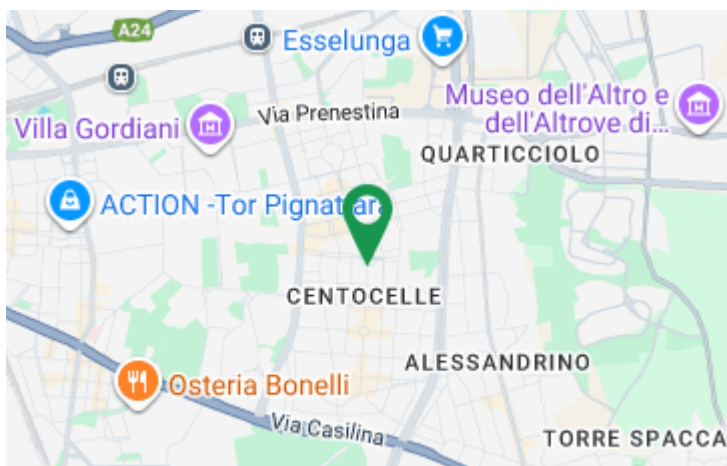 A24
Esselunga
Museo dell'Altro e
dell'Altrove di...
Villa Gordiani
Via Prenestina
QUARTICCIOLO
ACTION -Tor Pignattara
CENTOCELLE
ALESSANDRINO
Osteria Bonelli
Via Casilina
TORRE SPACCA